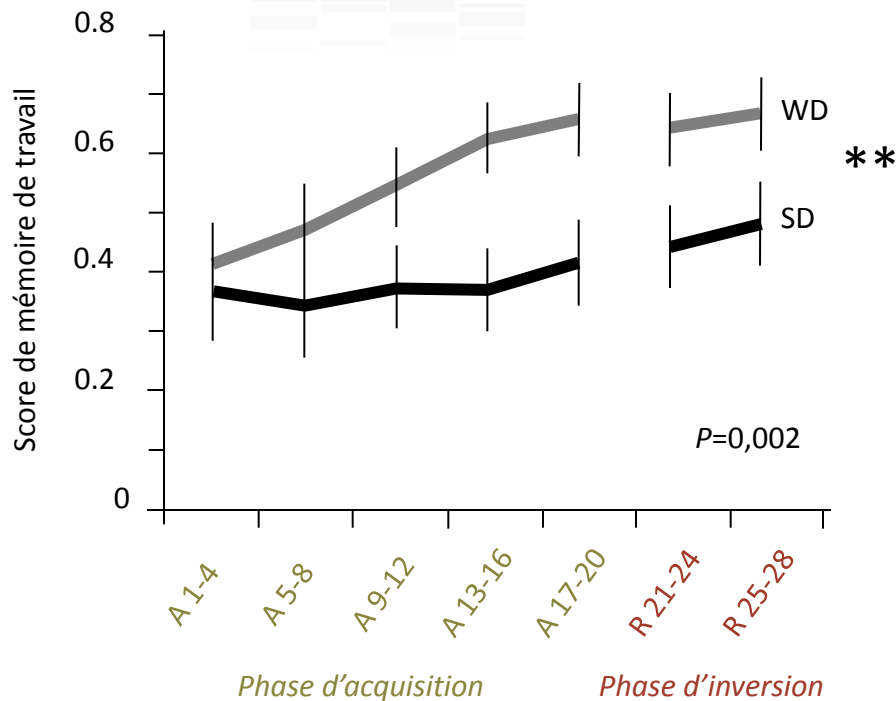 Score de mémoire de travail
0.8
0.6
0.4
0.2
0
WD
**
SD
P=0,002
A 1-4
A 5-8
A 9-12
A 13-16
A 17-20
R 21-24
R 25-28
Phase d’acquisition
Phase d’inversion